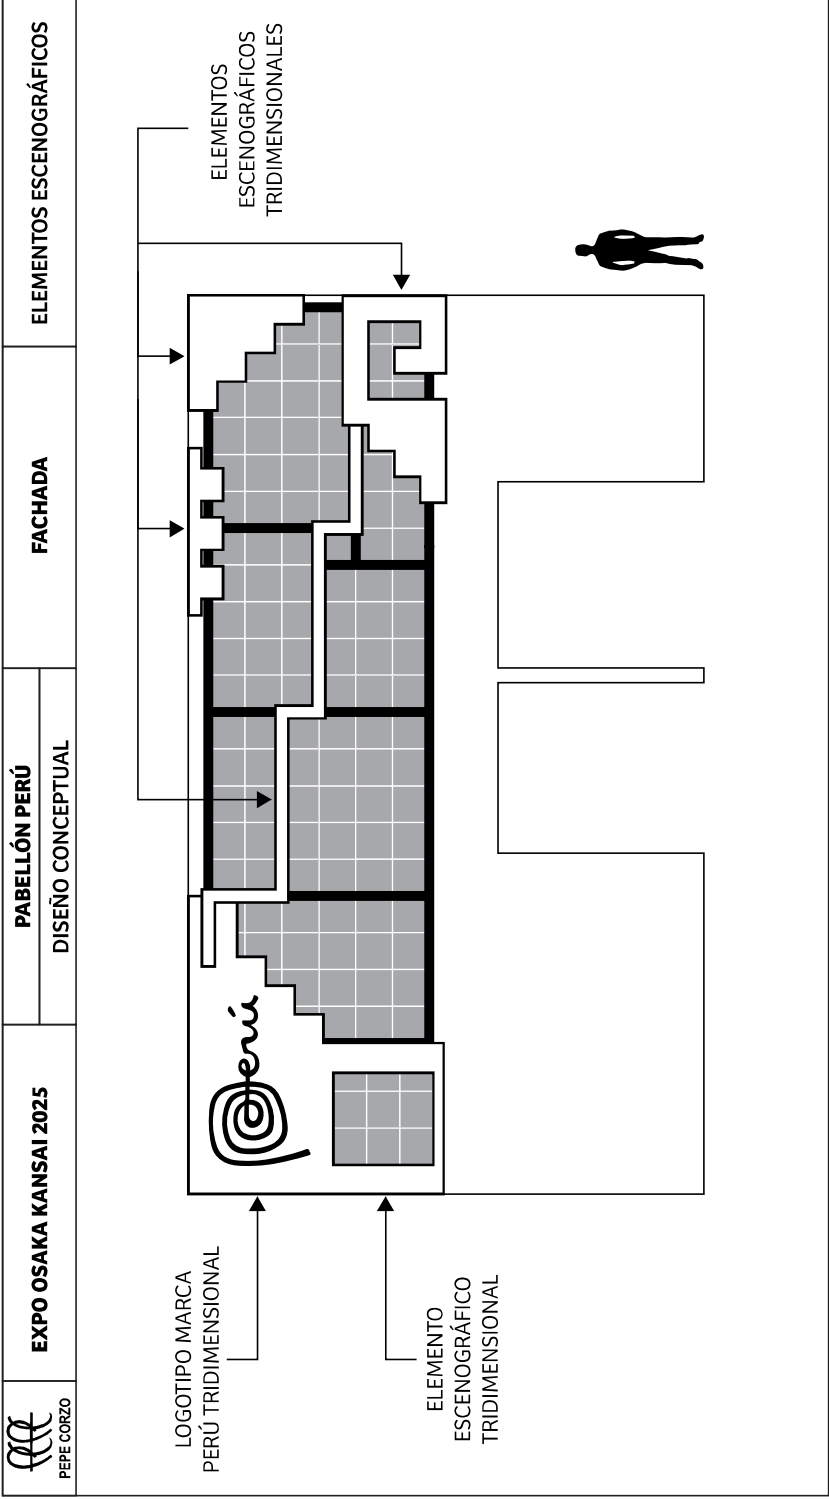 PEPE CORZO
EXPO OSAKA KANSAI 2025
PABELLÓN PERÚ
DISEÑO CONCEPTUAL
FACHADA
ELEMENTOS ESCENOGRÁFICOS
ELEMENTOS
ESCENOGRÁFICOS
TRIDIMENSIONALES
Perú
LOGOTIPO MARCA
PERÚ TRIDIMENSIONAL
ELEMENTO
ESCENOGRÁFICO
TRIDIMENSIONAL